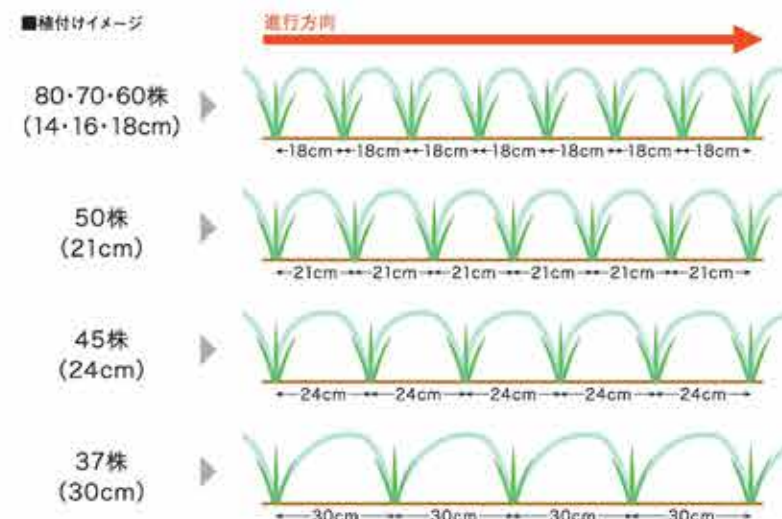 ■植付けイメージ
進行方向
80・70・60株
(14・16・18cm)
18cm 18cm 18cm 18cm 18cm 18cm 18cm
50株
(21cm)
21cm 21cm 21cm 21cm 21cm 21cm
45株
(24cm)
24cm 24cm 24cm 24cm 24cm
37株
(30cm)
30cm 30cm 30cm 30cm